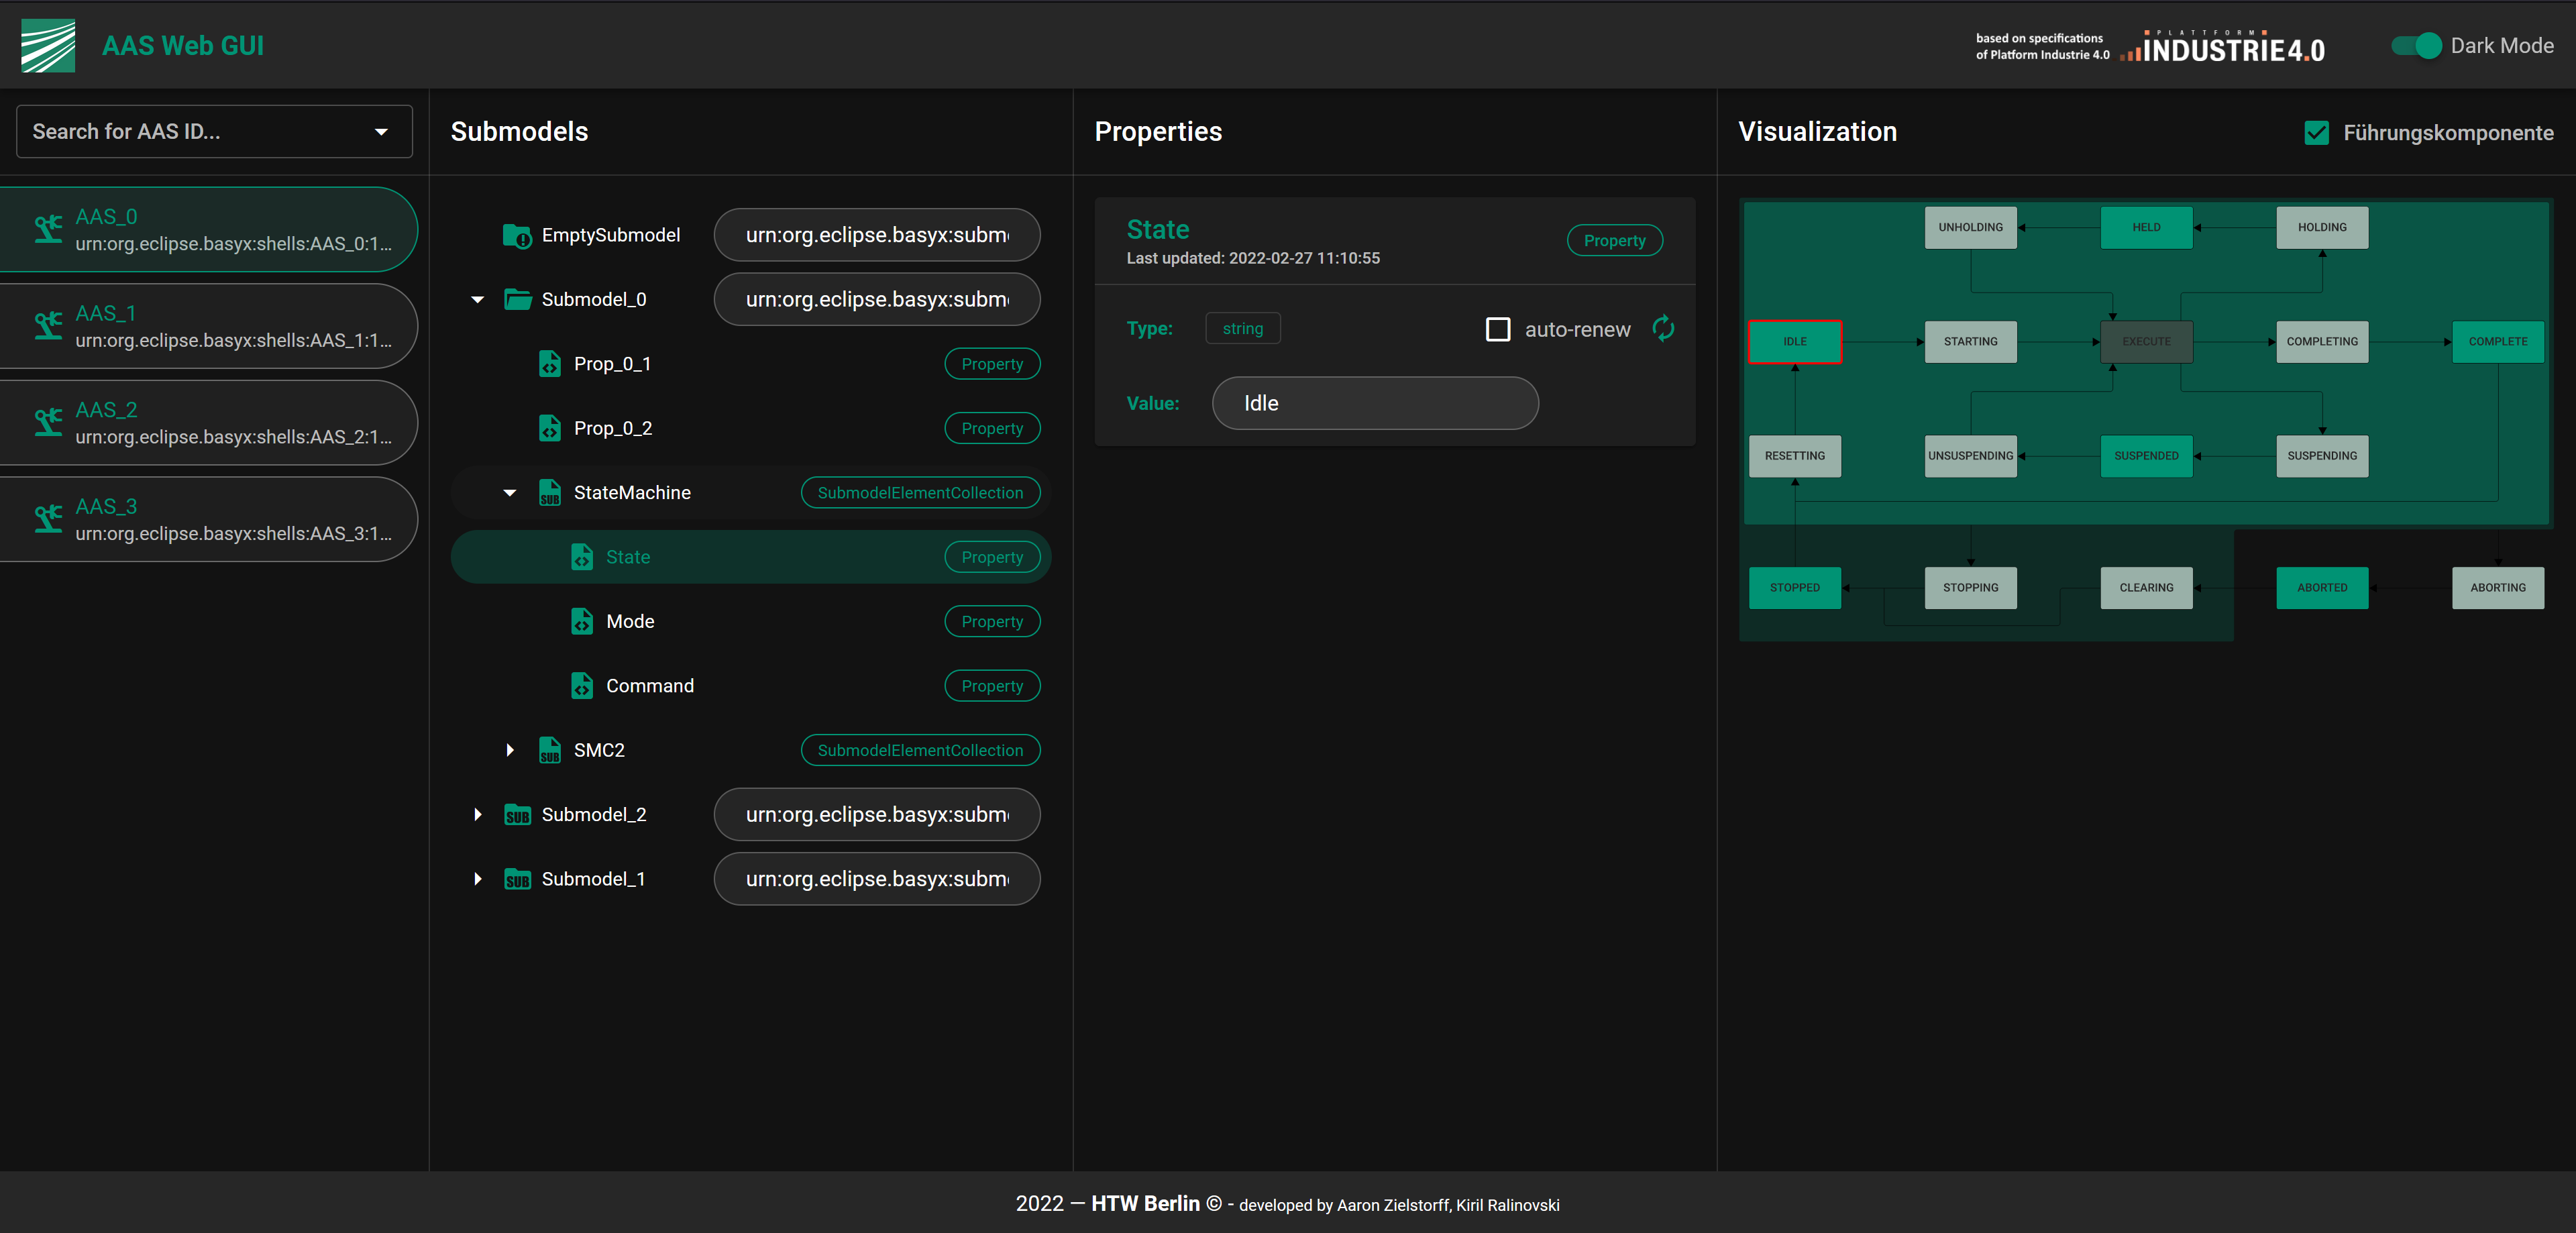 AAS Web GUI
based on specifications
of Platform Industrie 4.0
PLATTFORM
INDUSTRIE4.0
Dark Mode
Search for AAS ID...
AAS_0
urn:org.eclipse.basyx:shells:AAS_0:1...
AAS_1
urn:org.eclipse.basyx:shells:AAS_1:1...
AAS_2
urn:org.eclipse.basyx:shells:AAS_2:1...
AAS_3
urn:org.eclipse.basyx:shells:AAS_3:1...
Submodels
EmptySubmodel
urn:org.eclipse.basyx:subm
Submodel_0
urn:org.eclipse.basyx:subm
Prop_0_1
Property
Prop_0_2
Property
SUB
StateMachine
SubmodelElementCollection
State
Property
Mode
Property
Command
Property
SUB
SMC2
SubmodelElementCollection
SUB
Submodel_2
urn:org.eclipse.basyx:subm
SUB
Submodel_1
urn:org.eclipse.basyx:subm
Properties
State
Last updated: 2022-02-27 11:10:55
Property
Type:
string
auto-renew
Value:
Idle
Visualization
Führungskomponente
UNHOLDING
HELD
HOLDING
IDLE
STARTING
EXECUTE
COMPLETING
COMPLETE
RESETTING
UNSUSPENDING
SUSPENDED
SUSPENDING
STOPPED
STOPPING
CLEARING
ABORTED
ABORTING
2022 — HTW Berlin © - developed by Aaron Zielstorff, Kiril Ralinovski